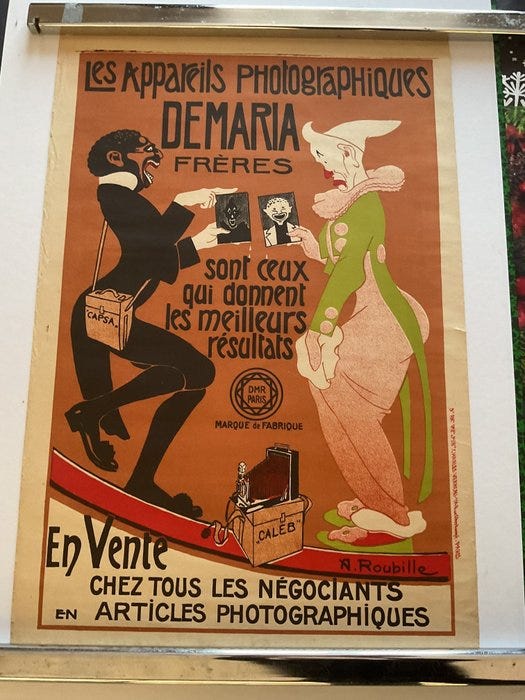 Les Appareils Photographiques
DEMARIA
FRÈRES
sont ceux
qui donnent
les meilleurs
résultats
"CAPSA"
DMR
PARIS
MARQUE de FABRIQUE
"CALEB"
A. Roubille
En Vente
CHEZ TOUS LES NÉGOCIANTS
EN ARTICLES PHOTOGRAPHIQUES